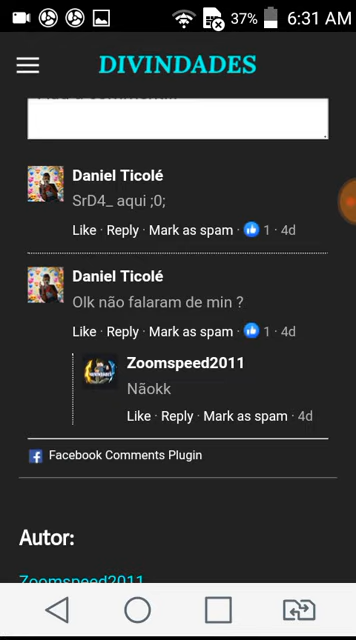 37% 6:31 AM
DIVINDADES
Daniel Ticolé
SrD4_ aqui ;0;
Like · Reply · Mark as spam · 1 · 4d
Daniel Ticolé
Olk não falaram de min ?
Like · Reply · Mark as spam · 1 · 4d
Zoomspeed2011
Nãokk
Like · Reply · Mark as spam · 4d
Facebook Comments Plugin
Autor:
Zoomspeed2011